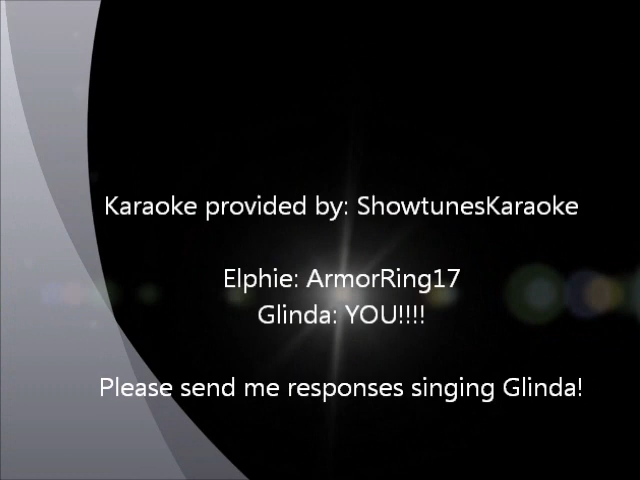 Karaoke provided by: ShowtunesKaraoke
Elphie: ArmorRing17
Glinda: YOU!!!!
Please send me responses singing Glinda!